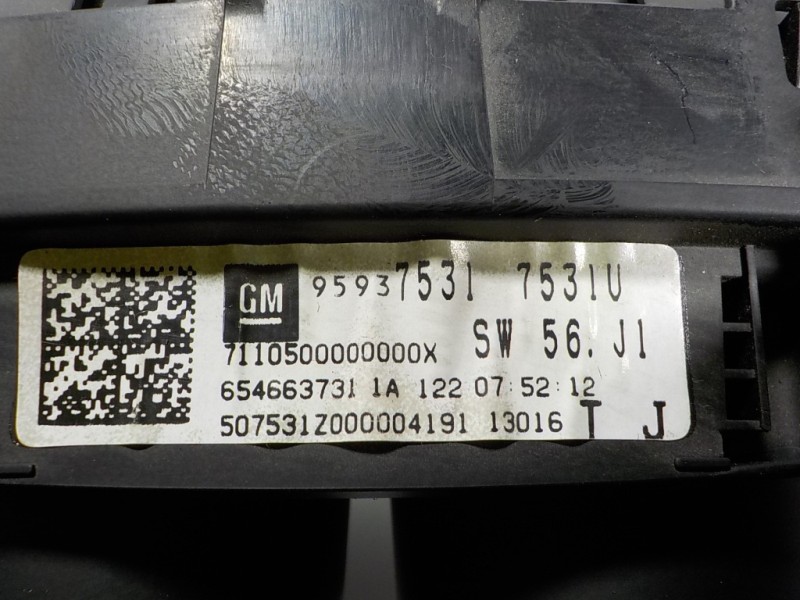 GM 95937531 7531U
7110500000000X SW 56. J1
654663731 1A 122 07:52:12
507531Z000004191 13016 T J